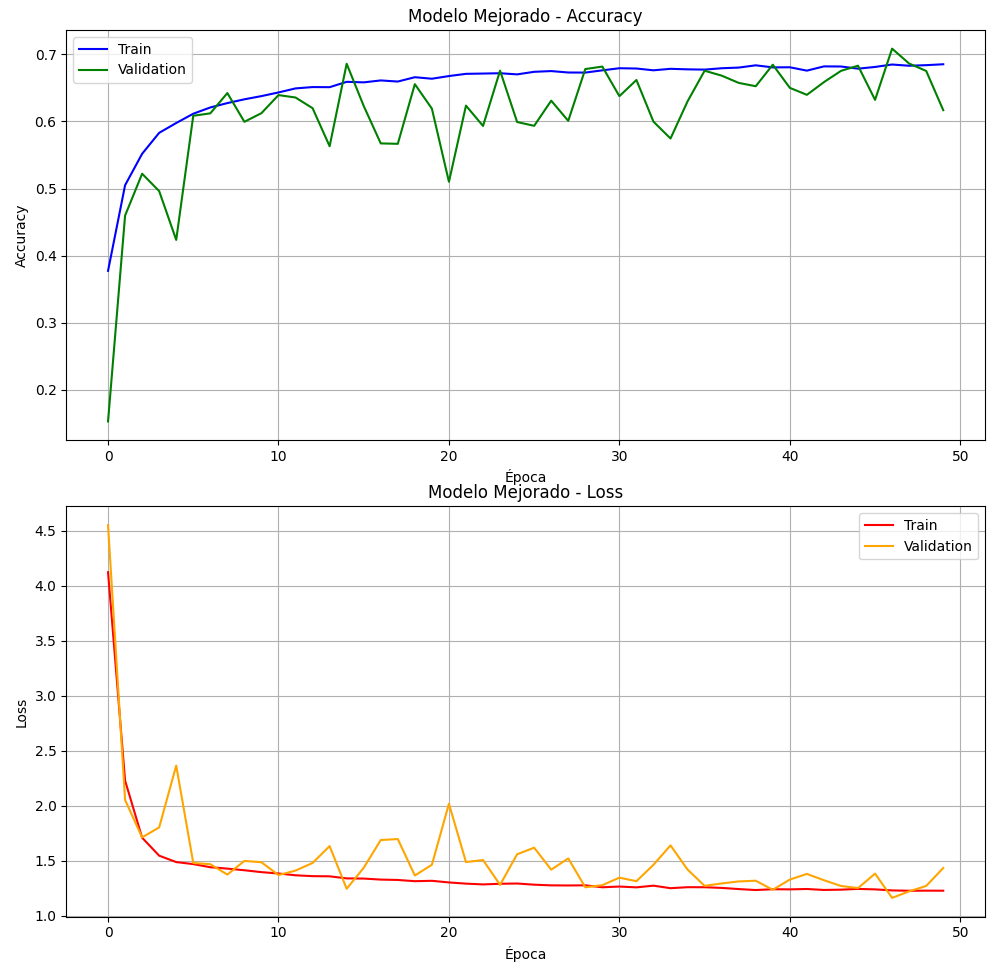 Modelo Mejorado - Accuracy
Train
Validation
0.7
0.6
0.5
0.4
0.3
0.2
Accuracy
0 10 20 30 40 50
Época
Modelo Mejorado - Loss
Train
Validation
4.5
4.0
3.5
3.0
2.5
2.0
1.5
1.0
Loss
0 10 20 30 40 50
Época